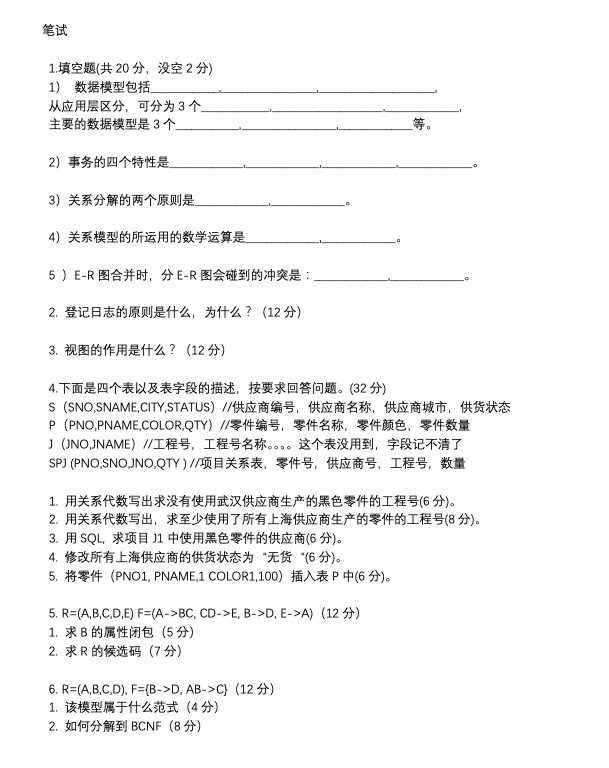 笔试
1.填空题(共 20 分，没空 2 分)
1） 数据模型包括___________,_______________,__________________,
从应用层区分，可分为 3 个___________,_________________,___________,
主要的数据模型是 3 个__________,_______________,___________等。
2）事务的四个特性是___________,___________,___________,___________。
3）关系分解的两个原则是___________,___________。
4）关系模型的所运用的数学运算是___________,___________。
5 ）E-R 图合并时，分 E-R 图会碰到的冲突是：___________,___________。
2. 登记日志的原则是什么，为什么？（12 分）
3. 视图的作用是什么？（12 分）
4.下面是四个表以及表字段的描述，按要求回答问题。(32 分)
S（SNO,SNAME,CITY,STATUS）//供应商编号，供应商名称，供应商城市，供货状态
P（PNO,PNAME,COLOR,QTY）//零件编号，零件名称，零件颜色，零件数量
J（JNO,JNAME）//工程号，工程号名称。。。。这个表没用到，字段记不清了
SPJ (PNO,SNO,JNO,QTY ) //项目关系表，零件号，供应商号，工程号，数量
1. 用关系代数写出求没有使用武汉供应商生产的黑色零件的工程号(6 分)。
2. 用关系代数写出，求至少使用了所有上海供应商生产的零件的工程号(8 分)。
3. 用 SQL, 求项目 J1 中使用黑色零件的供应商(6 分)。
4. 修改所有上海供应商的供货状态为 “无货 “(6 分)。
5. 将零件（PNO1, PNAME,1 COLOR1,100）插入表 P 中(6 分)。
5. R=(A,B,C,D,E) F=(A->BC, CD->E, B->D, E->A)（12 分）
1. 求 B 的属性闭包（5 分）
2. 求 R 的候选码（7 分）
6. R=(A,B,C,D), F={B->D, AB->C}（12 分）
1. 该模型属于什么范式（4 分）
2. 如何分解到 BCNF（8 分）